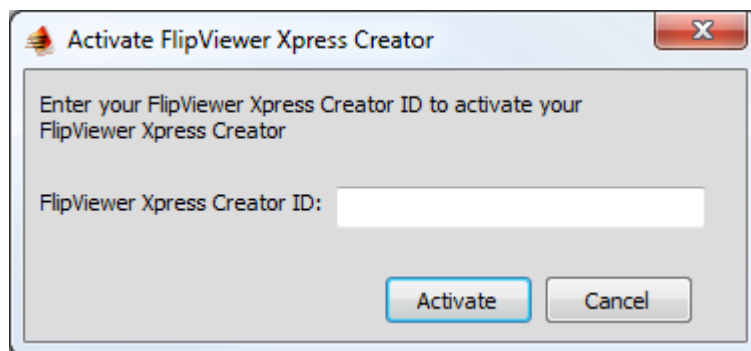 Activate FlipViewer Xpress Creator
Enter your FlipViewer Xpress Creator ID to activate your
FlipViewer Xpress Creator
FlipViewer Xpress Creator ID:
Activate Cancel